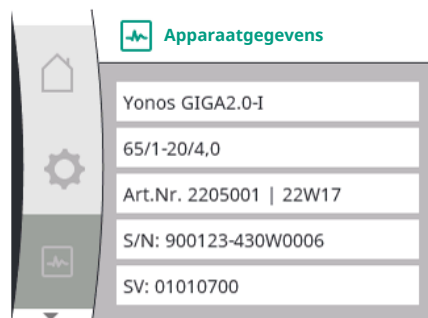 Apparaatgegevens
Yonos GIGA2.0-I
65/1-20/4,0
Art.Nr. 2205001 | 22W17
S/N: 900123-430W0006
SV: 01010700